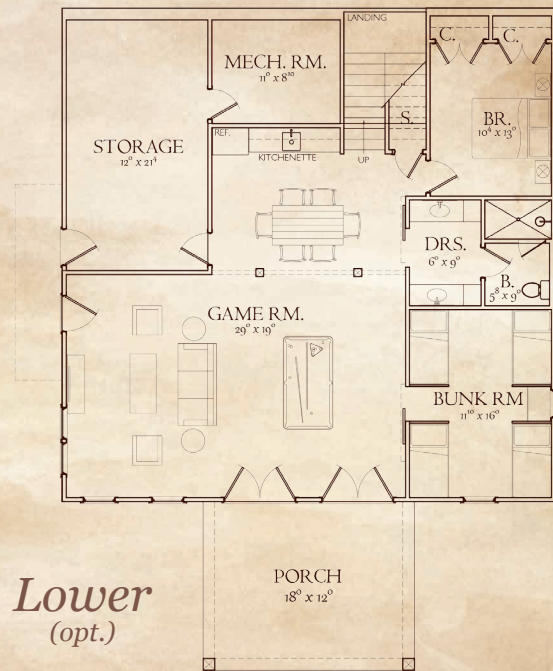 LANDING
C.
C.
MECH. RM.
11⁰ x 8¹⁰
STORAGE
12⁰ x 21⁴
REF.
KITCHENETTE
UP
S.
BR.
10⁴ x 13⁰
DRS.
6⁰ x 9⁰
B.
5⁸ x 9⁰
GAME RM.
29⁰ x 19⁰
BUNK RM
11¹⁰ x 16⁰
PORCH
18⁰ x 12⁰
Lower
(opt.)